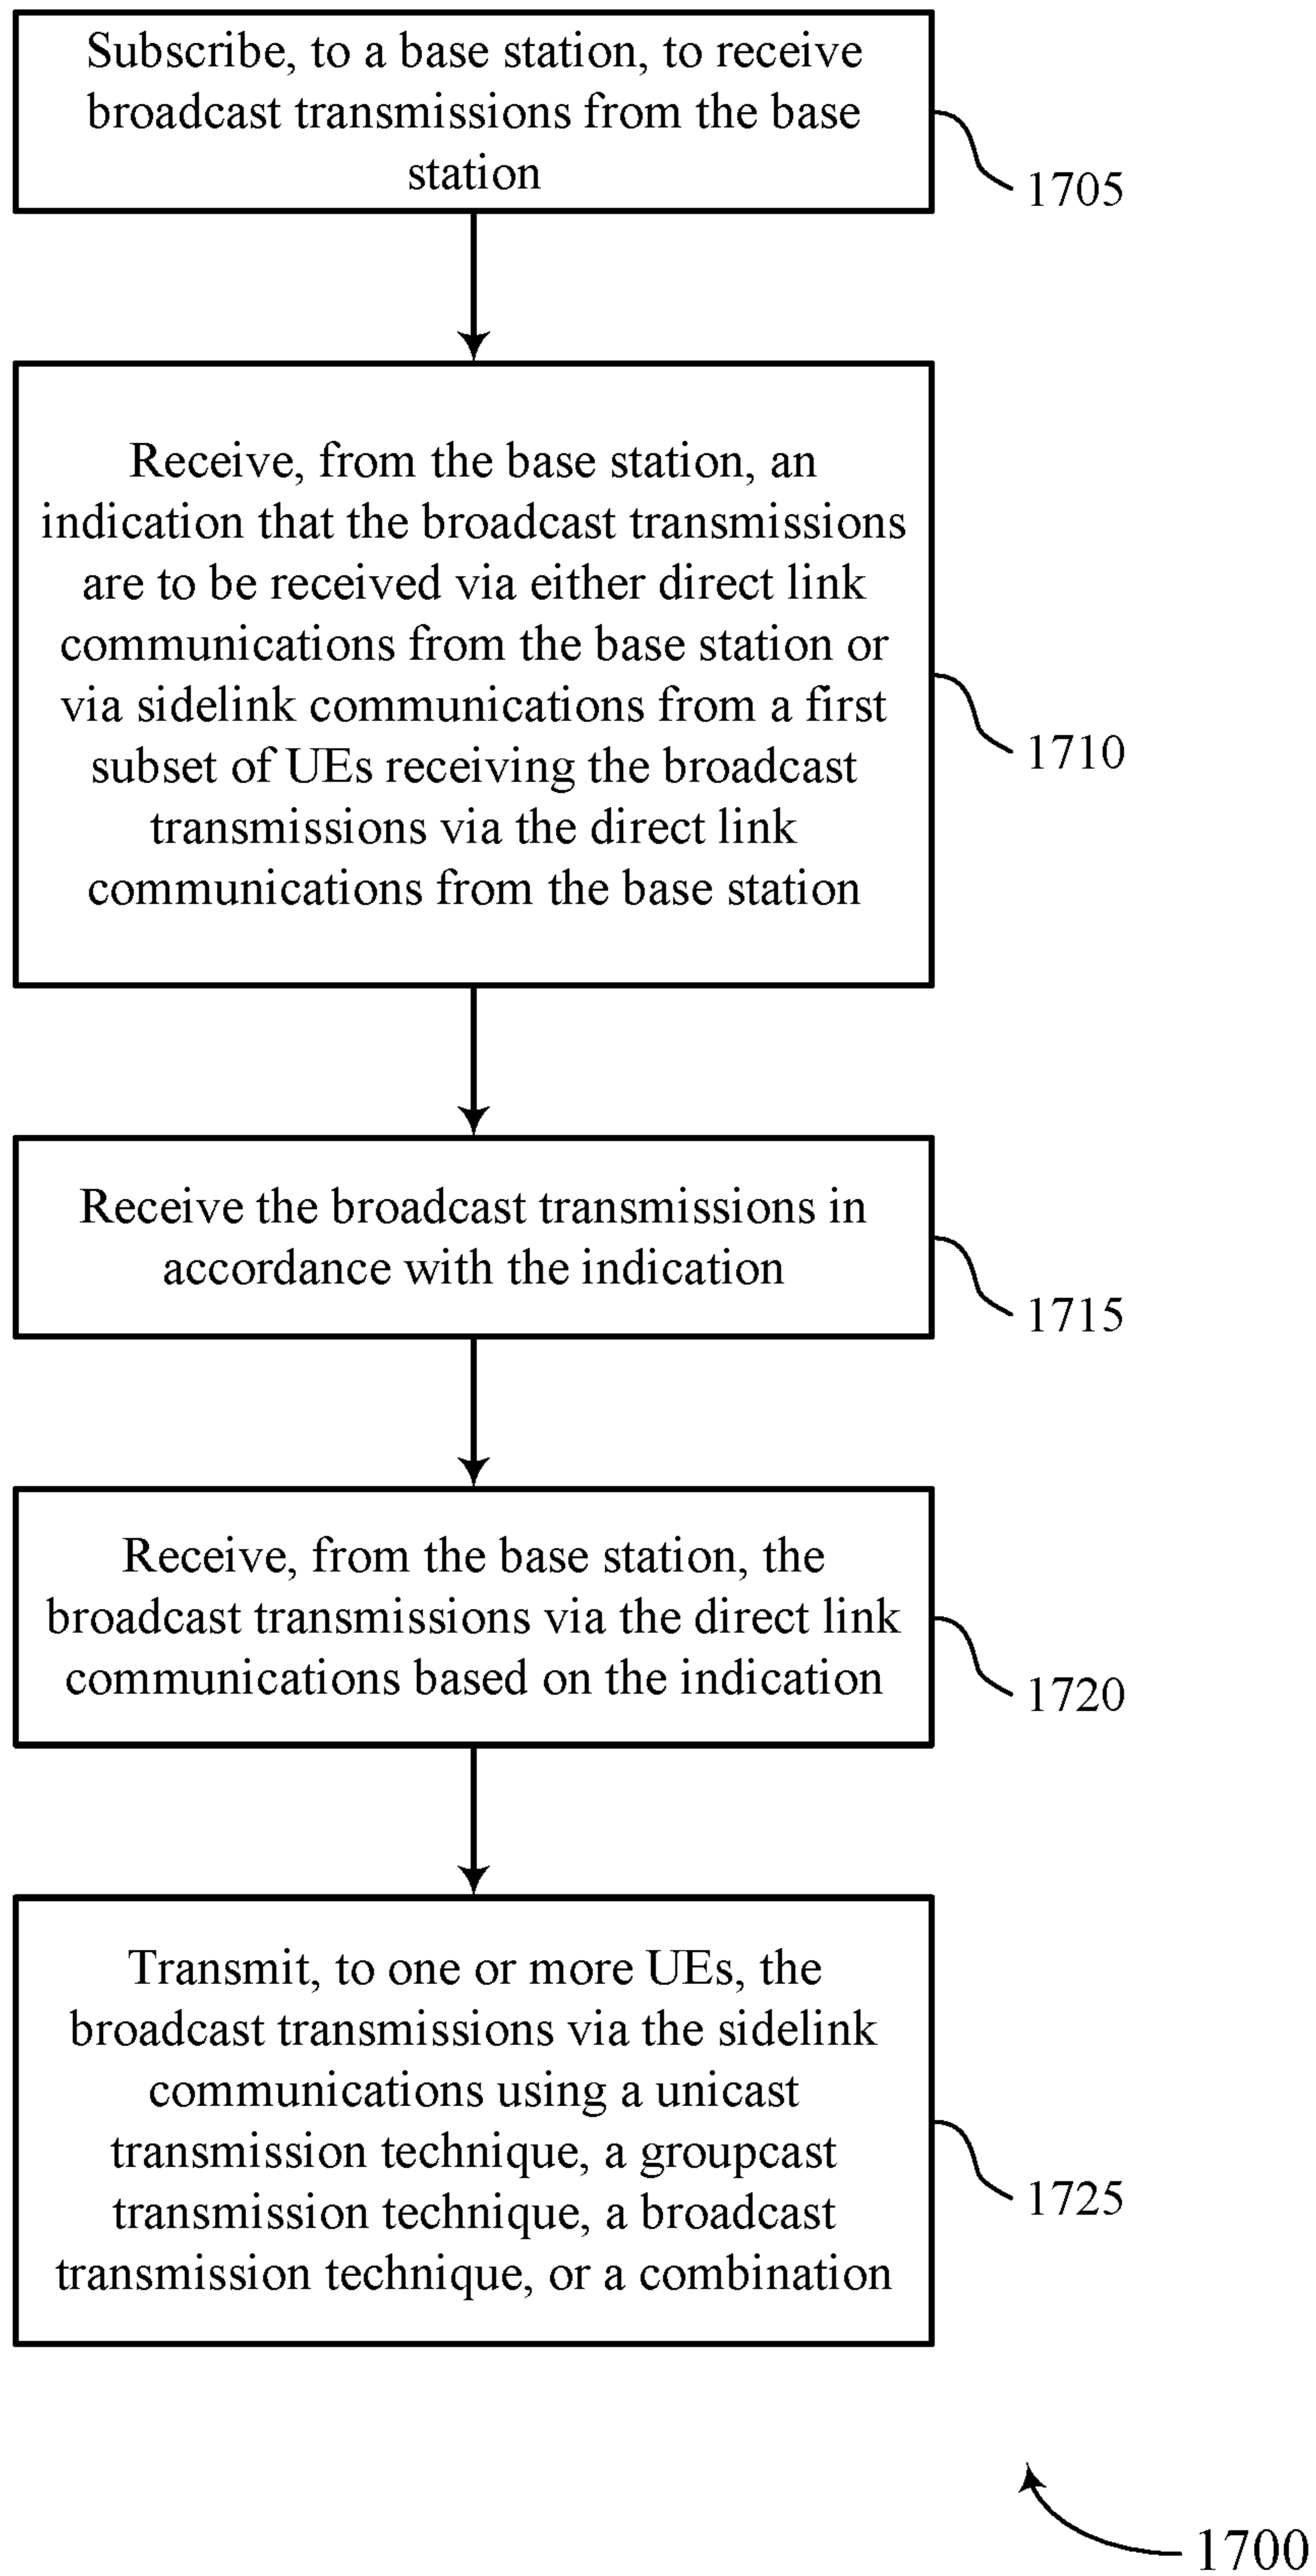 Subscribe, to a base station, to receive
broadcast transmissions from the base
station
1705
Receive, from the base station, an
indication that the broadcast transmissions
are to be received via either direct link
communications from the base station or
via sidelink communications from a first
subset of UEs receiving the broadcast
transmissions via the direct link
communications from the base station
1710
Receive the broadcast transmissions in
accordance with the indication
1715
Receive, from the base station, the
broadcast transmissions via the direct link
communications based on the indication
1720
Transmit, to one or more UEs, the
broadcast transmissions via the sidelink
communications using a unicast
transmission technique, a groupcast
transmission technique, a broadcast
transmission technique, or a combination
1725
1700